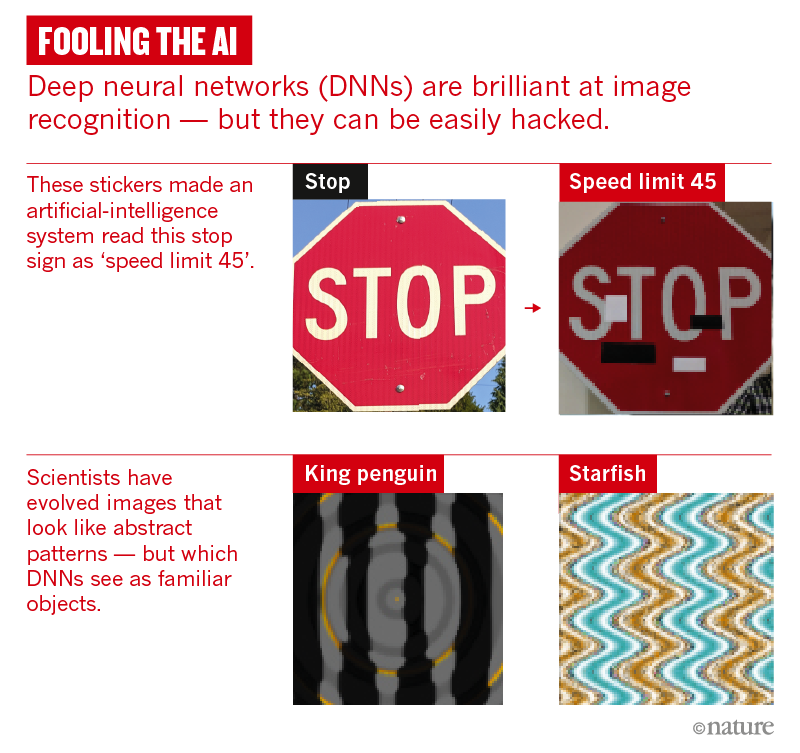 FOOLING THE AI
Deep neural networks (DNNs) are brilliant at image
recognition — but they can be easily hacked.
These stickers made an
artificial-intelligence
system read this stop
sign as ‘speed limit 45’.
Stop
STOP
Speed limit 45
STOP
Scientists have
evolved images that
look like abstract
patterns — but which
DNNs see as familiar
objects.
King penguin
Starfish
©nature